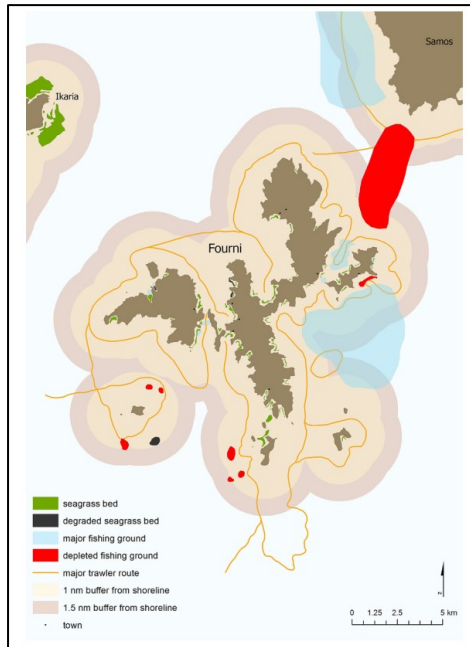 Samos
Ikaria
Fourni
seagrass bed
degraded seagrass bed
major fishing ground
depleted fishing ground
major trawler route
1 nm buffer from shoreline
1.5 nm buffer from shoreline
town
z
0 1.25 2.5 5 km